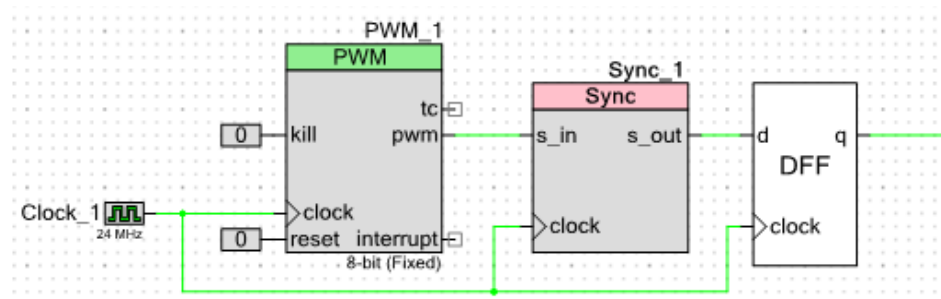 PWM_1
PWM
tc
0
kill
pwm
Clock_1
24 MHz
clock
0
reset
interrupt
8-bit (Fixed)
Sync_1
Sync
s_in
s_out
clock
d
q
DFF
clock